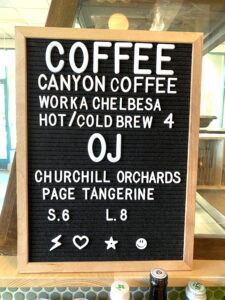 COFFEE
CANYON COFFEE
WORKA CHELBESA
HOT/COLD BREW 4
OJ
CHURCHILL ORCHARDS
PAGE TANGERINE
S.6 L.8